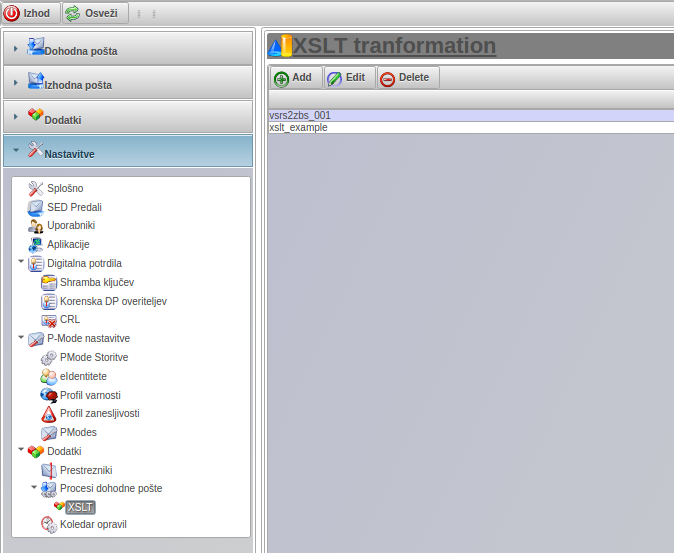 Izhod
Osveži
Dohodna pošta
Izhodna pošta
Dodatki
Nastavitve
Splošno
SED Predali
Uporabniki
Aplikacije
Digitalna potrdila
Shramba ključev
Korenska DP overiteljev
CRL
P-Mode nastavitve
PMode Storitve
eIdentitete
Profil varnosti
Profil zanesljivosti
PModes
Dodatki
Prestrezniki
Procesi dohodne pošte
XSLT
Koledar opravil
XSLT tranformation
Add
Edit
Delete
vsrs2zbs_001
xslt_example